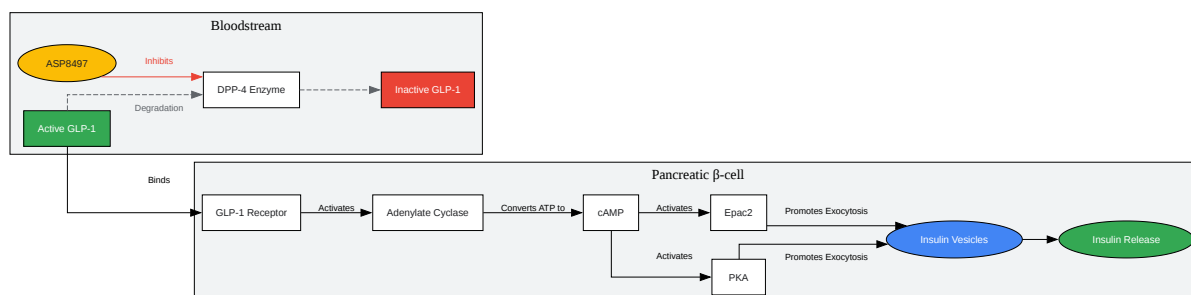 Bloodstream
ASP8497
Inhibits
DPP-4 Enzyme
Inactive GLP-1
Degradation
Active GLP-1
Binds
Pancreatic β-cell
GLP-1 Receptor
Activates
Adenylate Cyclase
Converts ATP to
cAMP
Activates
Epac2
Promotes Exocytosis
Insulin Vesicles
Insulin Release
Activates
PKA
Promotes Exocytosis